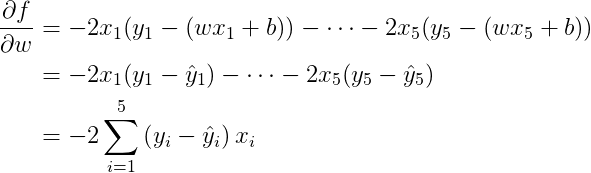 ∂f/∂w = −2x₁(y₁ − (wx₁ + b)) − ··· − 2x₅(y₅ − (wx₅ + b))
= −2x₁(y₁ − ŷ₁) − ··· − 2x₅(y₅ − ŷ₅)
= −2 ∑_{i=1}^{5} (yᵢ − ŷᵢ) xᵢ